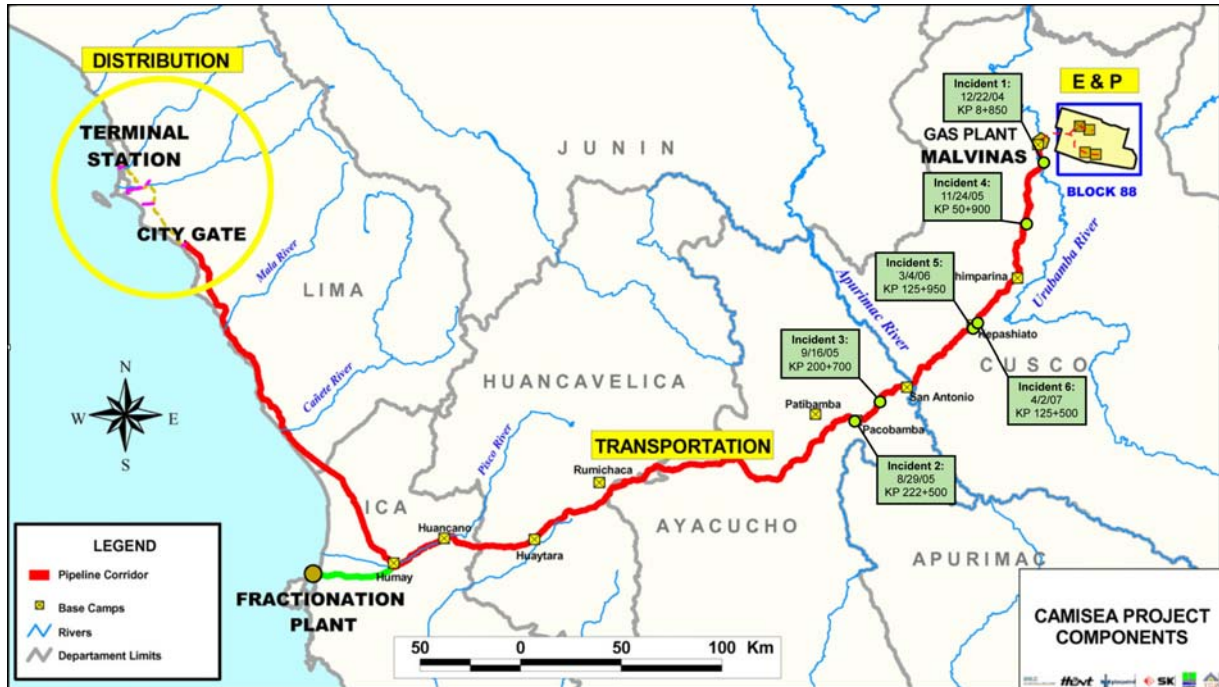 DISTRIBUTION
TERMINAL
STATION
CITY GATE
Mala River
LIMA
Cañete River
JUNIN
HUANCAVELICA
Pisco River
ICA
Incident 1:
12/22/04
KP 8+850
E & P
GAS PLANT
MALVINAS
BLOCK 88
Incident 4:
11/24/05
KP 50+900
Urubamba River
Incident 5:
3/4/06
KP 125+950
himparina
Apurimac River
Incident 3:
9/16/05
KP 200+700
Kepashiato
CUSCO
Incident 6:
4/2/07
KP 125+500
San Antonio
Patibamba
Pacobamba
TRANSPORTATION
Incident 2:
8/29/05
KP 222+500
Rumichaca
AYACUCHO
APURIMAC
Huancano
Huaytara
Humay
FRACTIONATION
PLANT
N
W E
S
LEGEND
Pipeline Corridor
Base Camps
Rivers
Departament Limits
50 0 50 100 Km
CAMISEA PROJECT
COMPONENTS
SK